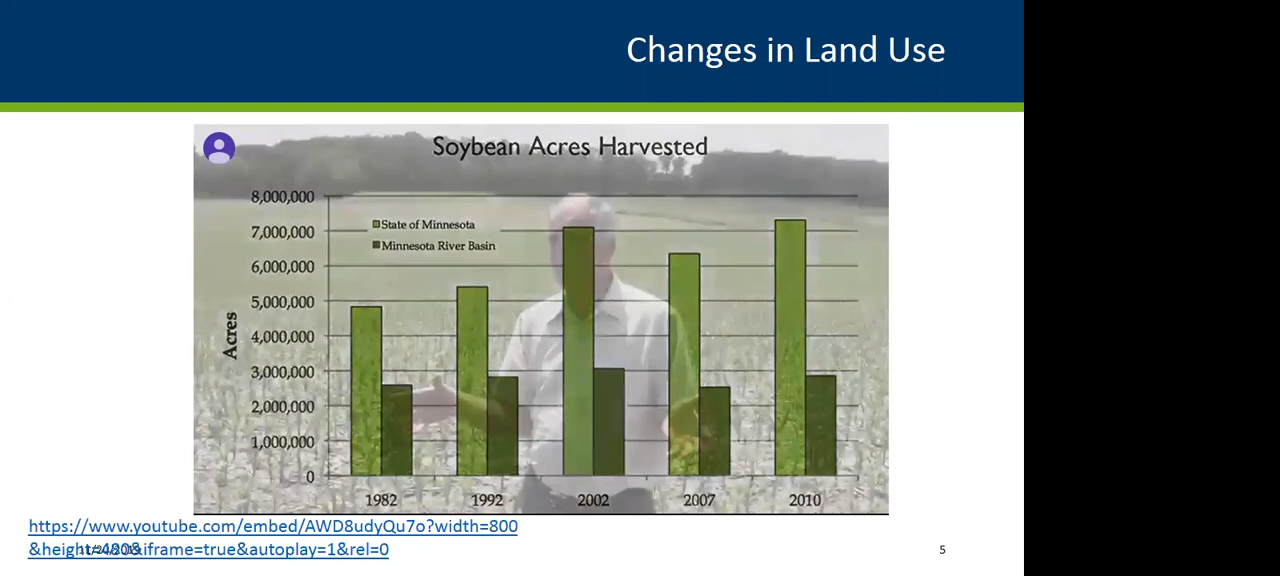 Changes in Land Use
Soybean Acres Harvested
8,000,000
State of Minnesota
7,000,000
Minnesota River Basin
6,000,000
5,000,000
Acres
4,000,000
3,000,000
2,000,000
1,000,000
0
1982 1992 2002 2007 2010
https://www.youtube.com/embed/AWD8udyQu7o?width=800
&height=480&iframe=true&autoplay=1&rel=0
5